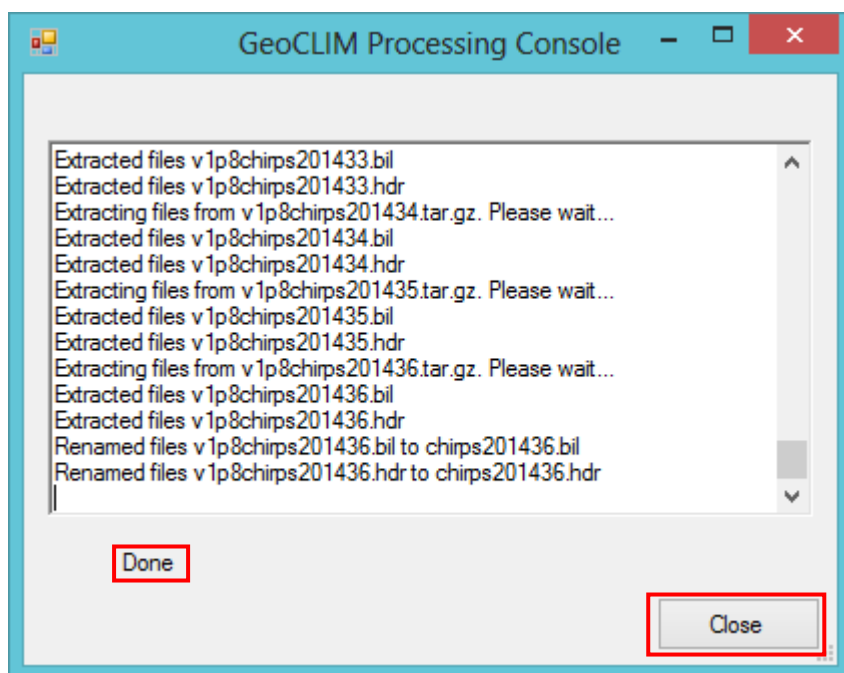 GeoCLIM Processing Console
Extracted files v1p8chirps201433.bil
Extracted files v1p8chirps201433.hdr
Extracting files from v1p8chirps201434.tar.gz. Please wait...
Extracted files v1p8chirps201434.bil
Extracted files v1p8chirps201434.hdr
Extracting files from v1p8chirps201435.tar.gz. Please wait...
Extracted files v1p8chirps201435.bil
Extracted files v1p8chirps201435.hdr
Extracting files from v1p8chirps201436.tar.gz. Please wait...
Extracted files v1p8chirps201436.bil
Extracted files v1p8chirps201436.hdr
Renamed files v1p8chirps201436.bil to chirps201436.bil
Renamed files v1p8chirps201436.hdr to chirps201436.hdr
Done
Close